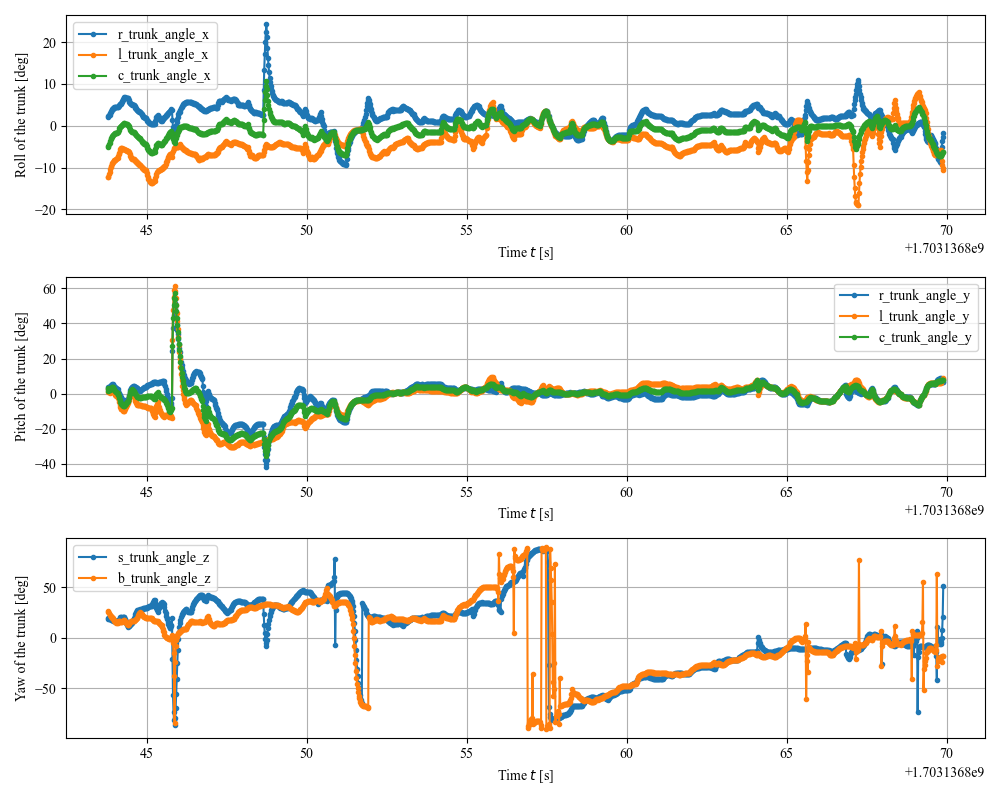 Roll of the trunk [deg]
20
10
0
−10
−20
r_trunk_angle_x
l_trunk_angle_x
c_trunk_angle_x
45
50
55
60
65
70
Time t [s]
+1.7031368e9
Pitch of the trunk [deg]
60
40
20
0
−20
−40
r_trunk_angle_y
l_trunk_angle_y
c_trunk_angle_y
45
50
55
60
65
70
Time t [s]
+1.7031368e9
Yaw of the trunk [deg]
50
0
−50
s_trunk_angle_z
b_trunk_angle_z
45
50
55
60
65
70
Time t [s]
+1.7031368e9